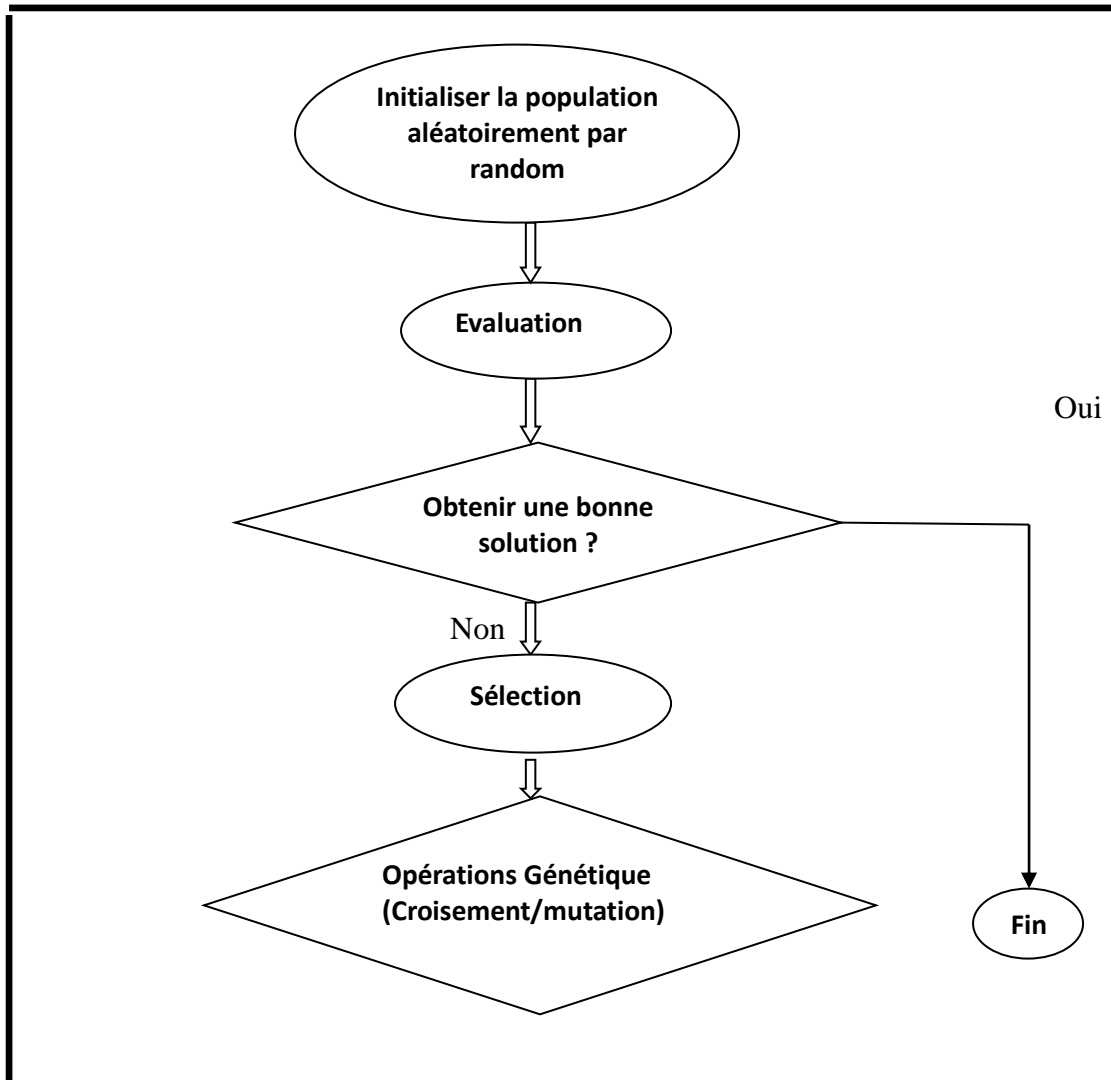 Initialiser la population
aléatoirement par
random
Evaluation
Oui
Obtenir une bonne
solution ?
Non
Sélection
Opérations Génétique
(Croisement/mutation)
Fin